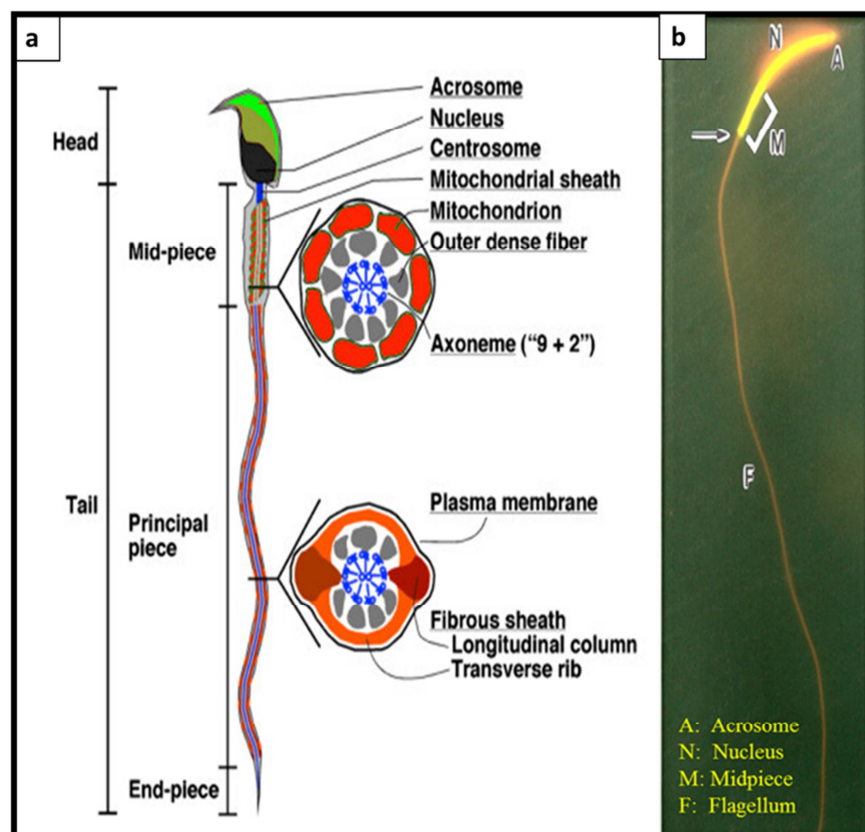 a
Acrosome
Nucleus
Centrosome
Mitochondrial sheath
Mitochondrion
Outer dense fiber
Axoneme ("9 + 2")
Head
Mid-piece
Tail
Principal
piece
Plasma membrane
Fibrous sheath
Longitudinal column
Transverse rib
End-piece
b
N
A
M
F
A: Acrosome
N: Nucleus
M: Midpiece
F: Flagellum